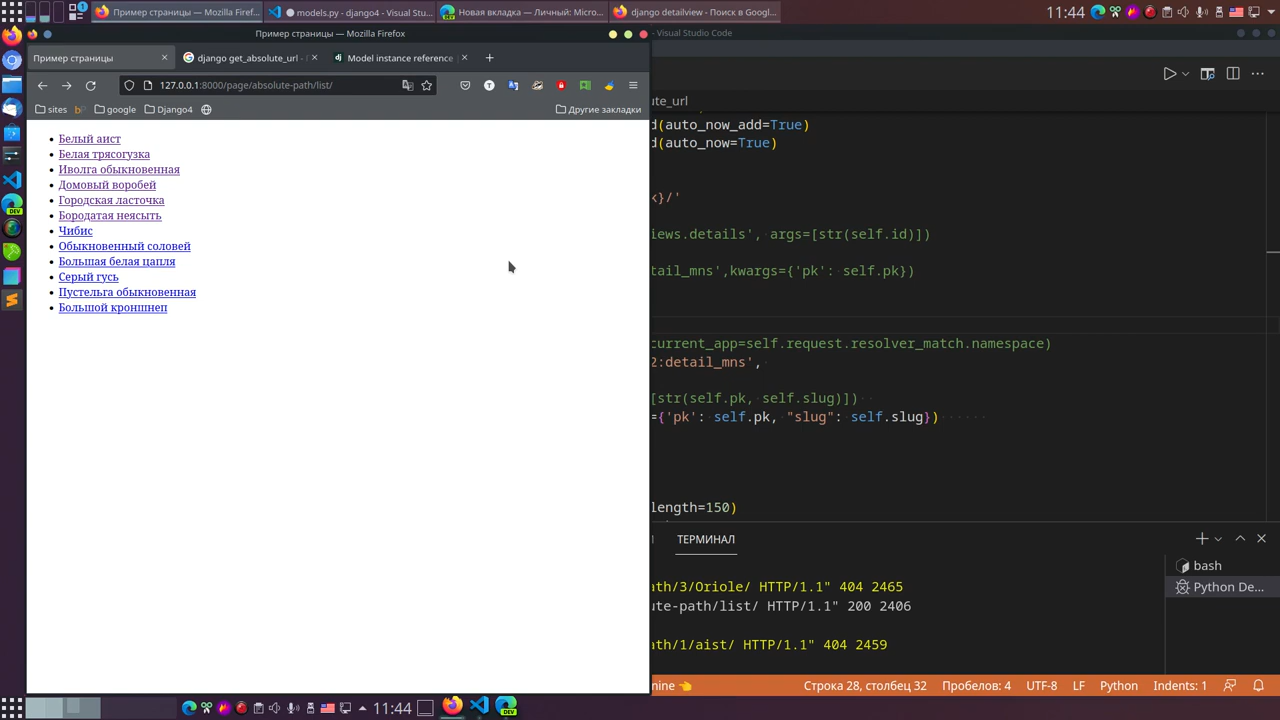 Пример страницы — Mozilla Firef...
models.py - django4 - Visual Stu...
Новая вкладка — Личный: Micro...
django detailview - Поиск в Googl...
11:44
Пример страницы — Mozilla Firefox
- Visual Studio Code
Пример страницы
django get_absolute_url -
Model instance reference
127.0.0.1:8000/page/absolute-path/list/
sites
google
Django4
Другие закладки
Белый аист
Белая трясогузка
Иволга обыкновенная
Домовый воробей
Городская ласточка
Бородатая неясыть
Чибис
Обыкновенный соловей
Большая белая цапля
Серый гусь
Пустельга обыкновенная
Большой кроншнеп
ute_url
d(auto_now_add=True)
d(auto_now=True)
k}/'
iews.details', args=[str(self.id)])
tail_mns',kwargs={'pk': self.pk})
current_app=self.request.resolver_match.namespace)
2:detail_mns',
[str(self.pk, self.slug)])
={'pk': self.pk, "slug": self.slug})
length=150)
ТЕРМИНАЛ
bash
Python De...
ath/3/Oriole/ HTTP/1.1" 404 2465
ute-path/list/ HTTP/1.1" 200 2406
ath/1/aist/ HTTP/1.1" 404 2459
nine
Строка 28, столбец 32
Пробелов: 4
UTF-8
LF
Python
Indents: 1
11:44